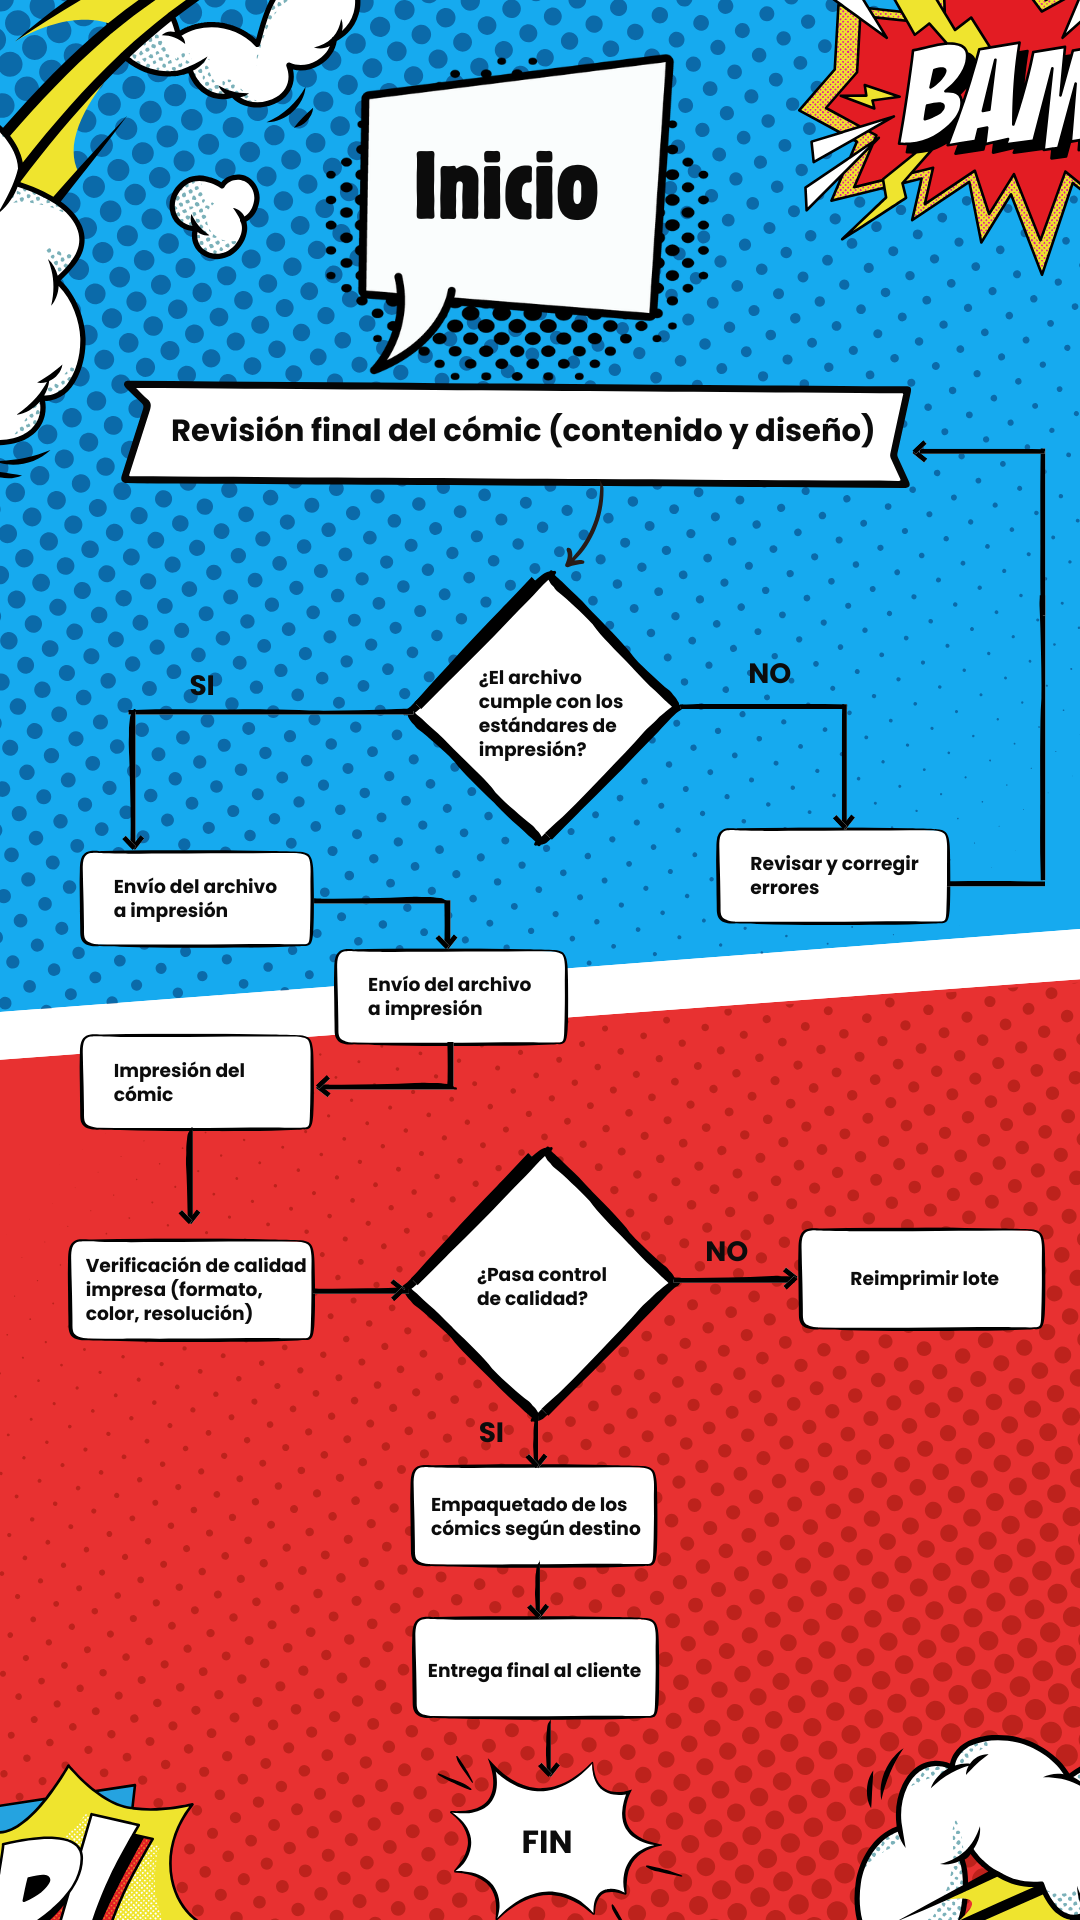 BAM
Inicio
Revisión final del cómic (contenido y diseño)
¿El archivo
cumple con los
estándares de
impresión?
SI
NO
Envío del archivo
a impresión
Revisar y corregir
errores
Envío del archivo
a impresión
Impresión del
cómic
Verificación de calidad
impresa (formato,
color, resolución)
¿Pasa control
de calidad?
NO
Reimprimir lote
SI
Empaquetado de los
cómics según destino
Entrega final al cliente
FIN